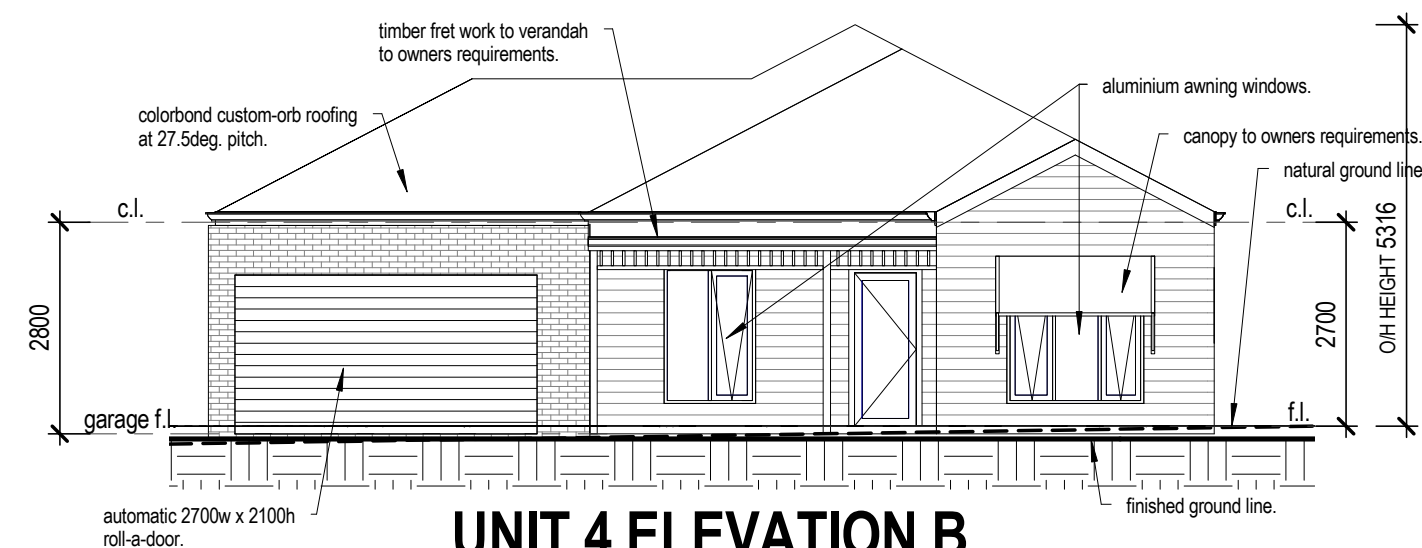 timber fret work to verandah
to owners requirements.
aluminium awning windows.
colorbond custom-orb roofing
at 27.5deg. pitch.
canopy to owners requirements.
natural ground line
c.l.
c.l.
2800
2700
O/H HEIGHT 5316
garage f.l.
f.l.
automatic 2700w x 2100h
roll-a-door.
finished ground line.
UNIT 4 ELEVATION B